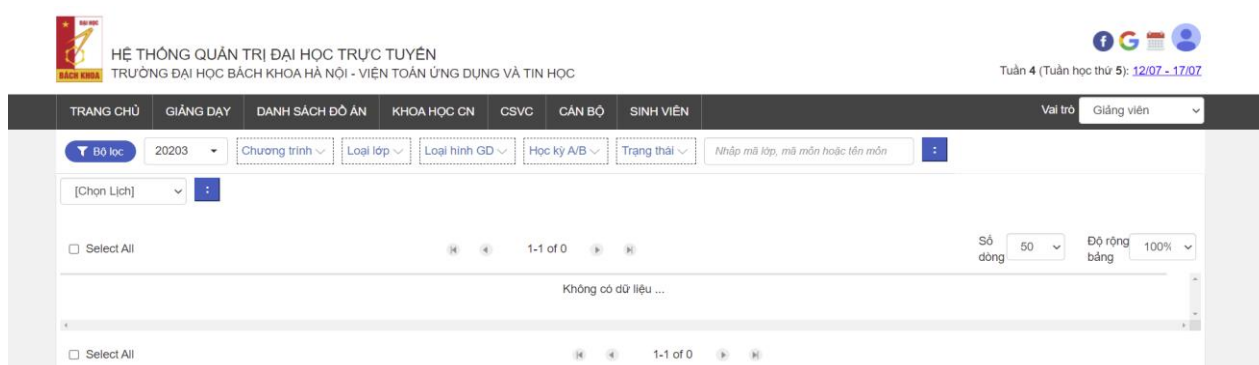 ĐẠI HỌC
BÁCH KHOA
HỆ THỐNG QUẢN TRỊ ĐẠI HỌC TRỰC TUYẾN
TRƯỜNG ĐẠI HỌC BÁCH KHOA HÀ NỘI - VIỆN TOÁN ỨNG DỤNG VÀ TIN HỌC
Tuần 4 (Tuần học thứ 5): 12/07 - 17/07
TRANG CHỦ GIẢNG DẠY DANH SÁCH ĐỒ ÁN KHOA HỌC CN CSVC CÁN BỘ SINH VIÊN Vai trò Giảng viên
Bộ lọc 20203 Chương trình Loại lớp Loại hình GD Học kỳ A/B Trạng thái Nhập mã lớp, mã môn hoặc tên môn :
[Chọn Lịch] :
Select All 1-1 of 0 Số dòng 50 Độ rộng bảng 100%
Không có dữ liệu ...
Select All 1-1 of 0